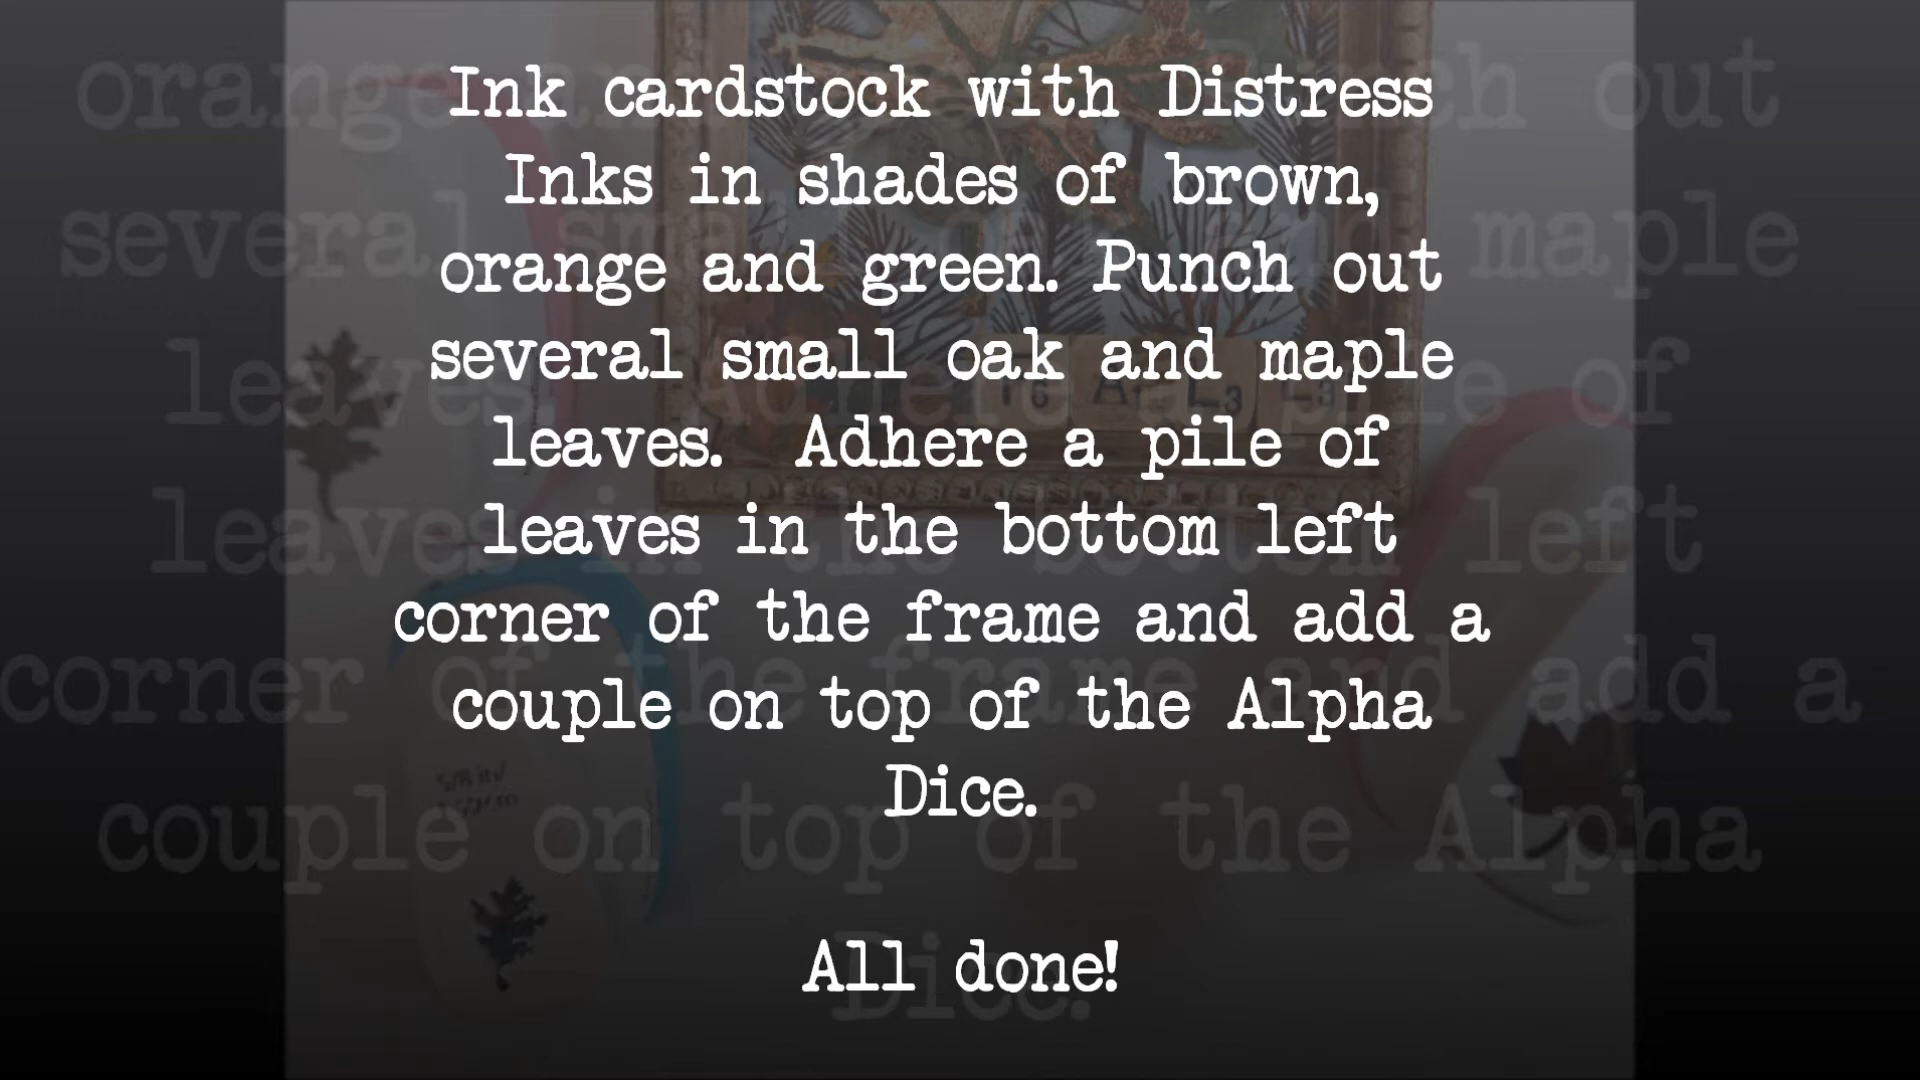 Ink cardstock with Distress
Inks in shades of brown,
orange and green. Punch out
several small oak and maple
leaves.  Adhere a pile of
leaves in the bottom left
corner of the frame and add a
couple on top of the Alpha
Dice.
All done!